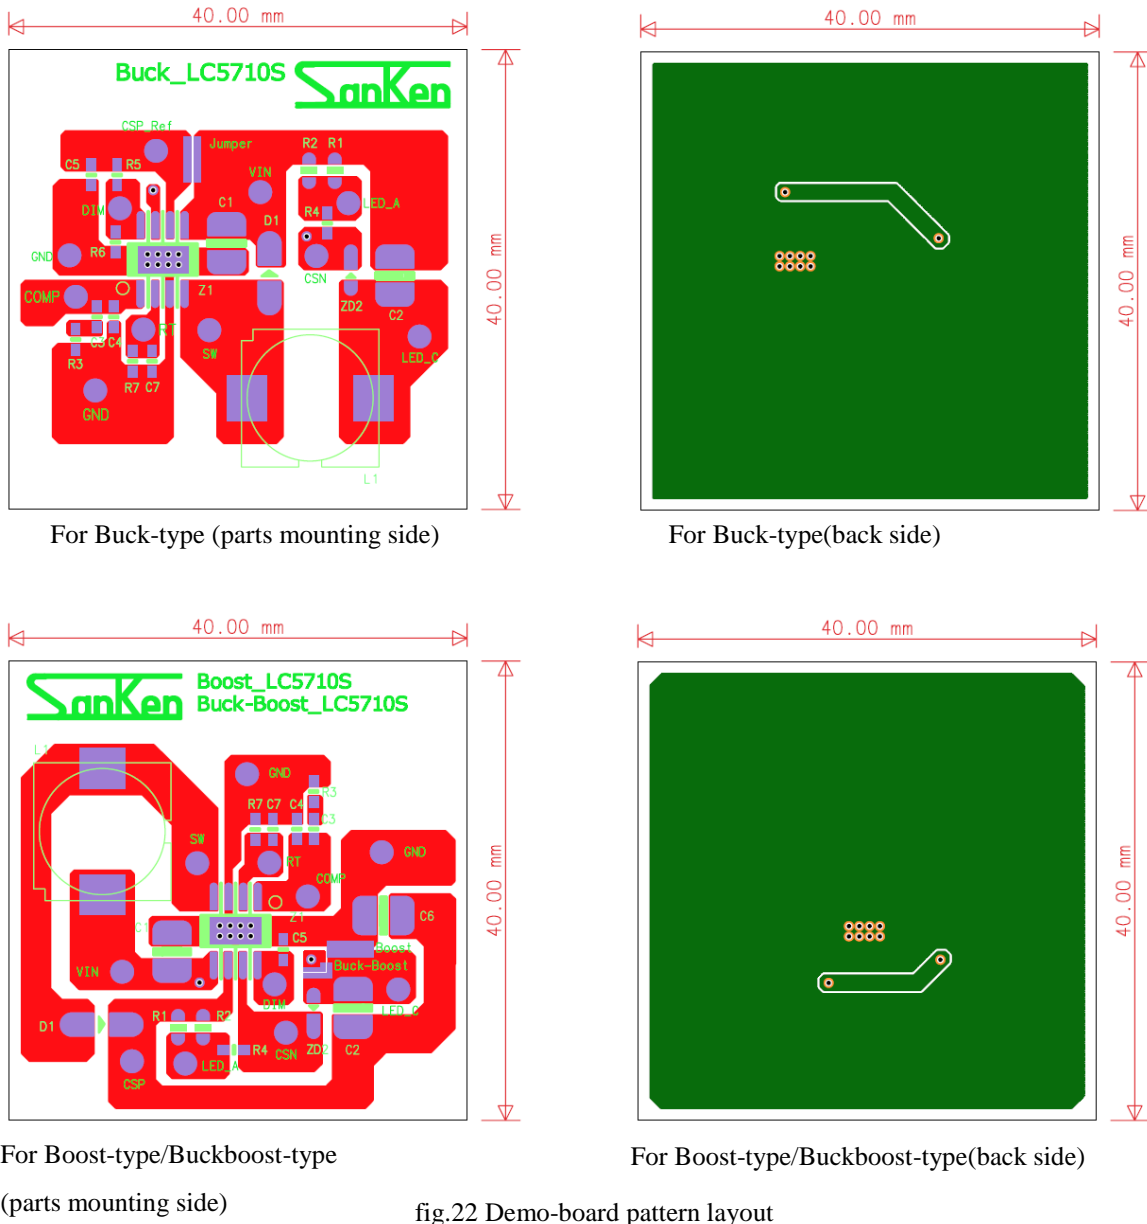 40.00 mm
40.00 mm
Buck_LC5710S SanKen
CSP_Ref
Jumper
R2 R1
C5 R5
VIN
DIM
C1
D1
LED_A
R4
R6
GND
CSN
40.00 mm
40.00 mm
COMP
Z1
ZD2
C2
C3 C4
RT
SW
LED_C
R3
R7 C7
GND
L1
For Buck-type (parts mounting side)
For Buck-type(back side)
40.00 mm
40.00 mm
SanKen
Boost_LC5710S
Buck-Boost_LC5710S
L1
GND
R3
R7 C7 C4
C3
SW
RT
GND
COMP
40.00 mm
40.00 mm
Z1
C6
C1
C5
Boost
Buck-Boost
VIN
DIM
LED_C
D1
R1
R2
LED_A
R4
CSN
ZD2
C2
CSP
For Boost-type/Buckboost-type
(parts mounting side)
For Boost-type/Buckboost-type(back side)
fig.22 Demo-board pattern layout